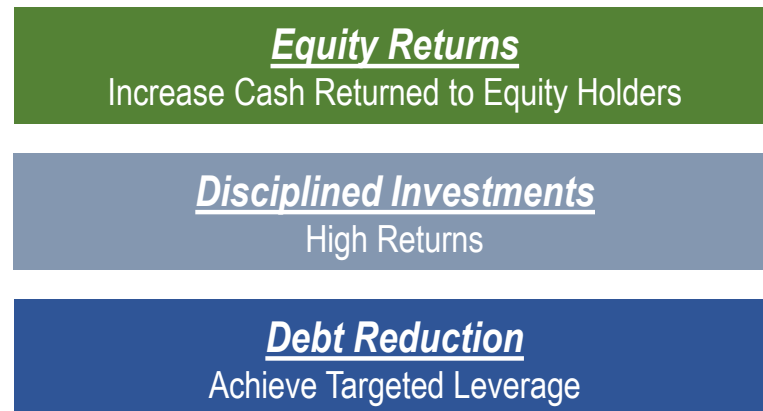 Equity Returns
Increase Cash Returned to Equity Holders
Disciplined Investments
High Returns
Debt Reduction
Achieve Targeted Leverage